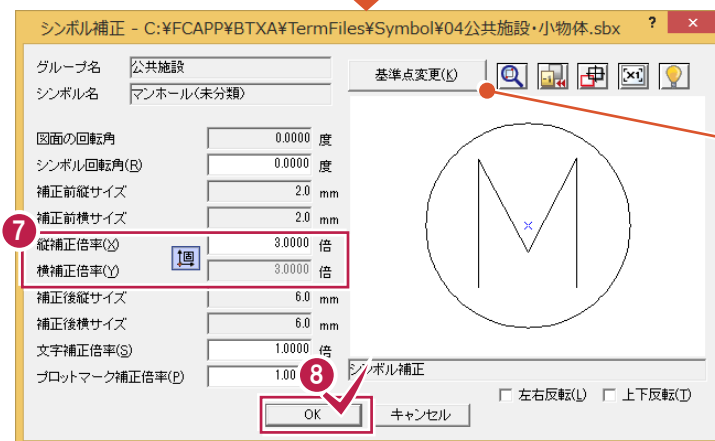 シンボル補正 - C:¥FCAPP¥BTXA¥TermFiles¥Symbol¥04公共施設・小物体.sbx ? ×
グループ名 公共施設
シンボル名 マンホール(未分類)
基準点変更(K)
図面の回転角 0.0000 度
シンボル回転角(R) 0.0000 度
補正前縦サイズ 2.0 mm
補正前横サイズ 2.0 mm
7
縦補正倍率(X) 3.0000 倍
固
横補正倍率(Y) 3.0000 倍
補正後縦サイズ 6.0 mm
補正後横サイズ 6.0 mm
文字補正倍率(S) 1.0000 倍
プロットマーク補正倍率(P) 1.00
8
シンボル補正
左右反転(L) 上下反転(T)
OK キャンセル
M